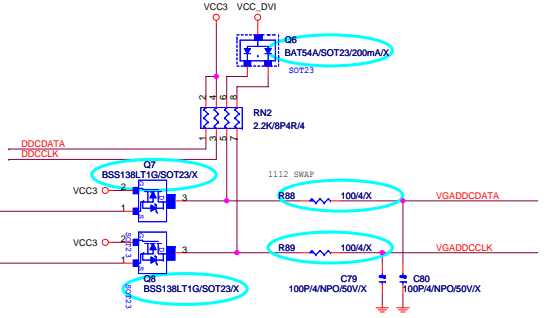 VCC3 VCC_DVI
Q6
BAT54A/SOT23/200mA/X
SOT23
2 4 6 8
RN2
2.2K/8P4R/4
1 3 5 7
DDCDATA
DDCCLK
Q7
BSS138LT1G/SOT23/X
1112 SWAP
VCC3 2 3
1
R88 100/4/X VGADDCDATA
SOT23
VCC3 2 3
1
R89 100/4/X VGADDCCLK
SOT23
Q8
BSS138LT1G/SOT23/X
C79 C80
100P/4/NPO/50V/X 100P/4/NPO/50V/X